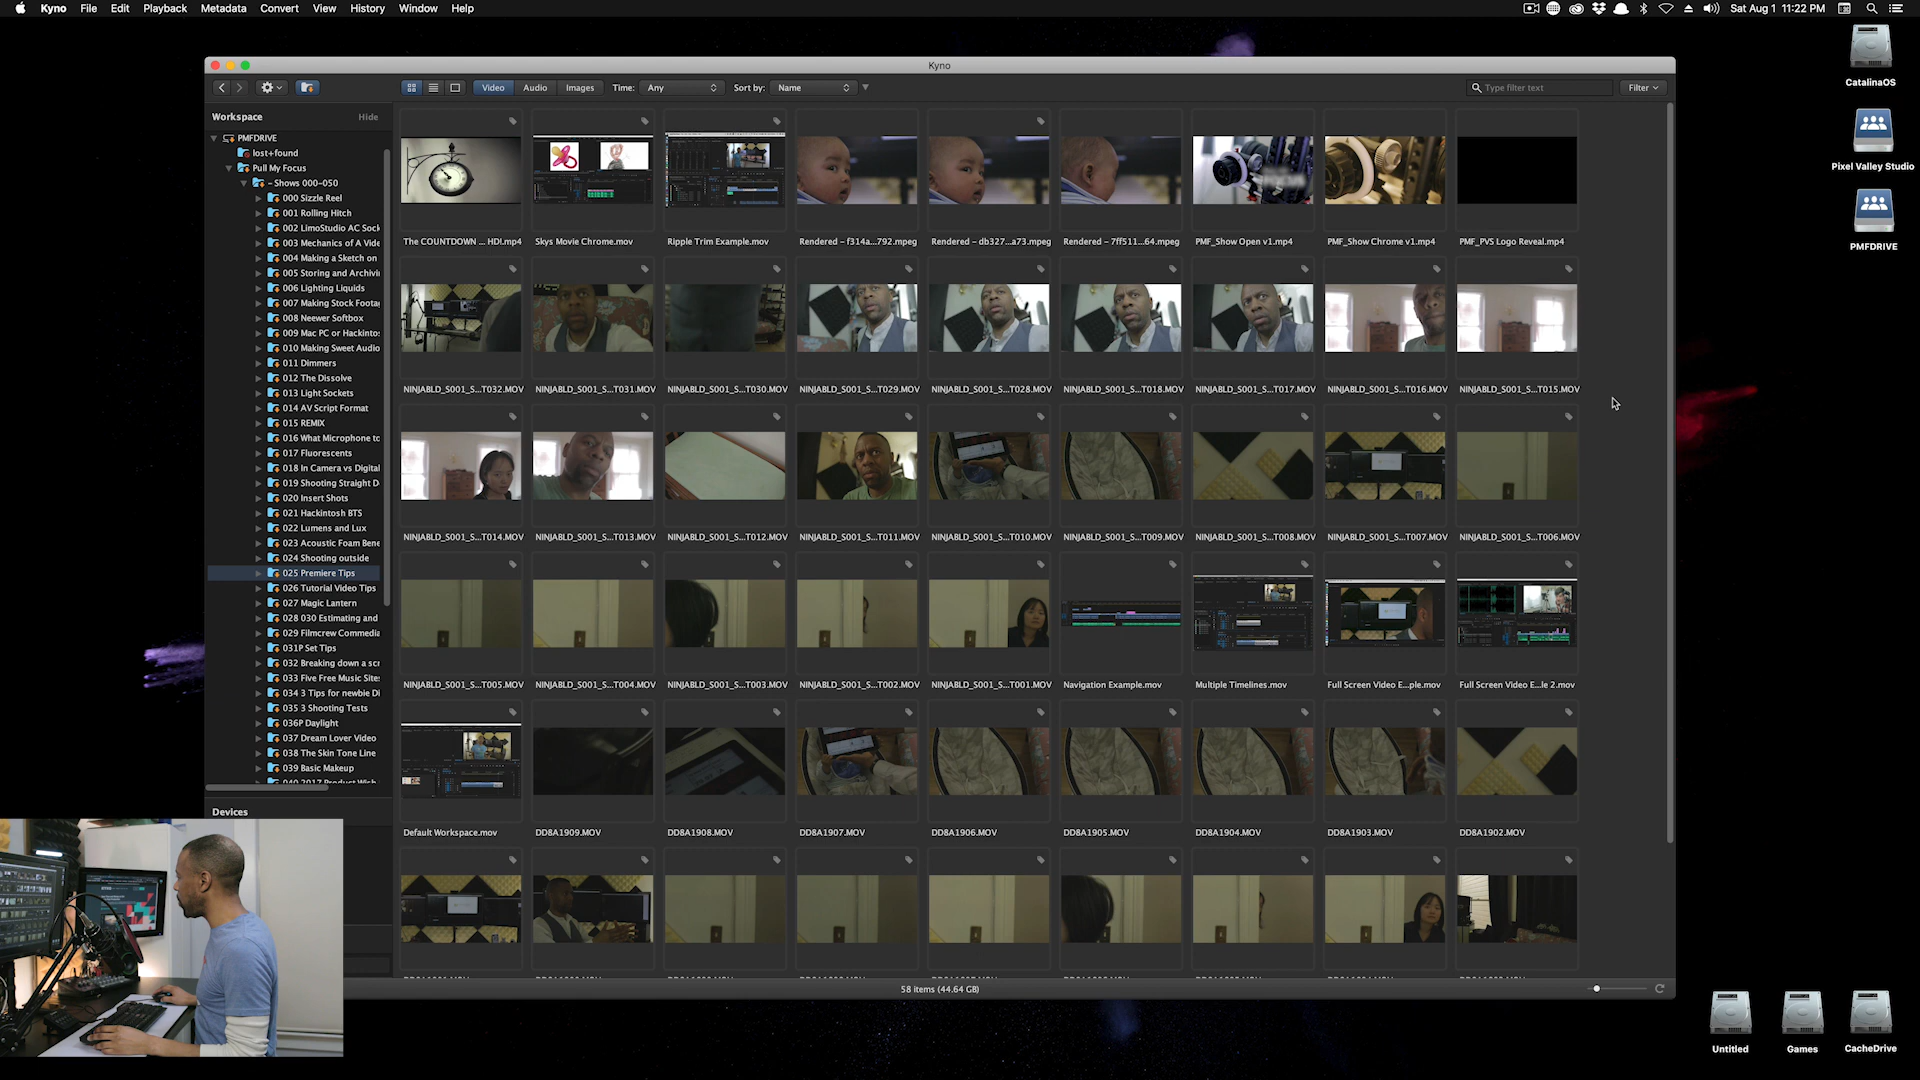 Kyno File Edit Playback Metadata Convert View History Window Help
Sat Aug 1 11:22 PM
Kyno
Video Audio Images Time: Any Sort by: Name
Type filter text
Filter
Workspace Hide
PMFDRIVE
lost+found
Pull My Focus
- Shows 000-050
000 Sizzle Reel
001 Rolling Hitch
002 LimoStudio AC Sock
003 Mechanics of A Vide
004 Making a Sketch on
005 Storing and Archivin
006 Lighting Liquids
007 Making Stock Footag
008 Neewer Softbox
009 Mac PC or Hackintos
010 Making Sweet Audio
011 Dimmers
012 The Dissolve
013 Light Sockets
014 AV Script Format
015 REMIX
016 What Microphone to
017 Fluorescents
018 In Camera vs Digital
019 Shooting Straight D
020 Insert Shots
021 Hackintosh BTS
022 Lumens and Lux
023 Acoustic Foam Bene
024 Shooting outside
025 Premiere Tips
026 Tutorial Video Tips
027 Magic Lantern
028 030 Estimating and
029 Filmcrew Commedia
031P Set Tips
032 Breaking down a scr
033 Five Free Music Sites
034 3 Tips for newbie Di
035 3 Shooting Tests
036P Daylight
037 Dream Lover Video
038 The Skin Tone Line
039 Basic Makeup
040 2017 Product Wish
Devices
The COUNTDOWN ... HD!.mp4
Skys Movie Chrome.mov
Ripple Trim Example.mov
Rendered - f314a...792.mpeg
Rendered - db327...a73.mpeg
Rendered - 7ff511...64.mpeg
PMF_Show Open v1.mp4
PMF_Show Chrome v1.mp4
PMF_PVS Logo Reveal.mp4
NINJABLD_S001_S...T032.MOV
NINJABLD_S001_S...T031.MOV
NINJABLD_S001_S...T030.MOV
NINJABLD_S001_S...T029.MOV
NINJABLD_S001_S...T028.MOV
NINJABLD_S001_S...T018.MOV
NINJABLD_S001_S...T017.MOV
NINJABLD_S001_S...T016.MOV
NINJABLD_S001_S...T015.MOV
NINJABLD_S001_S...T014.MOV
NINJABLD_S001_S...T013.MOV
NINJABLD_S001_S...T012.MOV
NINJABLD_S001_S...T011.MOV
NINJABLD_S001_S...T010.MOV
NINJABLD_S001_S...T009.MOV
NINJABLD_S001_S...T008.MOV
NINJABLD_S001_S...T007.MOV
NINJABLD_S001_S...T006.MOV
NINJABLD_S001_S...T005.MOV
NINJABLD_S001_S...T004.MOV
NINJABLD_S001_S...T003.MOV
NINJABLD_S001_S...T002.MOV
NINJABLD_S001_S...T001.MOV
Navigation Example.mov
Multiple Timelines.mov
Full Screen Video E...ple.mov
Full Screen Video E...le 2.mov
Default Workspace.mov
DD8A1909.MOV
DD8A1908.MOV
DD8A1907.MOV
DD8A1906.MOV
DD8A1905.MOV
DD8A1904.MOV
DD8A1903.MOV
DD8A1902.MOV
58 items (44.64 GB)
CatalinaOS
Pixel Valley Studio
PMFDRIVE
Untitled
Games
CacheDrive